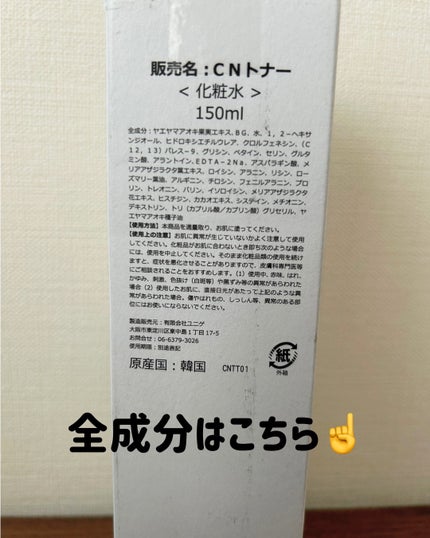 販売名：ＣＮトナー
＜ 化粧水 ＞
150ml
全成分：ヤエヤマアオキ果実エキス、BG、水、１，２－ヘキサ
ンジオール、ヒドロキシエチルウレア、クロルフェネシン、（C
１２，１３）パレス－９、グリシン、ベタイン、セリン、グルタ
ミン酸、アラントイン、EDTA－２Na、アスパラギン酸、メ
リアアザジラクタ葉エキス、ロイシン、アラニン、リシン、ロー
ズマリー葉油、アルギニン、チロシン、フェニルアラニン、プロ
リン、トレオニン、バリン、イソロイシン、メリアアザジラクタ
花エキス、ヒスチジン、カカオエキス、システイン、メチオニン、
デキストリン、トリ（カプリル酸／カプリン酸）グリセリル、ヤ
エヤマアオキ種子油
【使用方法】本商品を適量取り、お肌に塗ってください。
【使用上の注意】お肌に異常が生じていないかよく注意して使用
してください。化粧品がお肌に合わないとき即ち次のような場合
には、使用を中止してください。そのまま化粧品類の使用を続け
ますと、症状を悪化させることがありますので、皮膚科専門医等
にご相談されることをおすすめします。（1）使用中、赤味、はれ、
かゆみ、刺激、色抜け（白斑等）や黒ずみ等の異常があらわれた
場合（2）使用したお肌に、直接日光があたって上記のような異常
があらわれた場合。傷やはれもの、しっしん等、異常のある部
位にはお使いにならないでください。
製造販売元：有限会社ユニゲ
大阪市東淀川区東中島１丁目17-5
お問合せ：06-6379-3026
使用期限：別途表記
原産国：韓国
CNTT01
紙
外箱
全成分はこちら☝